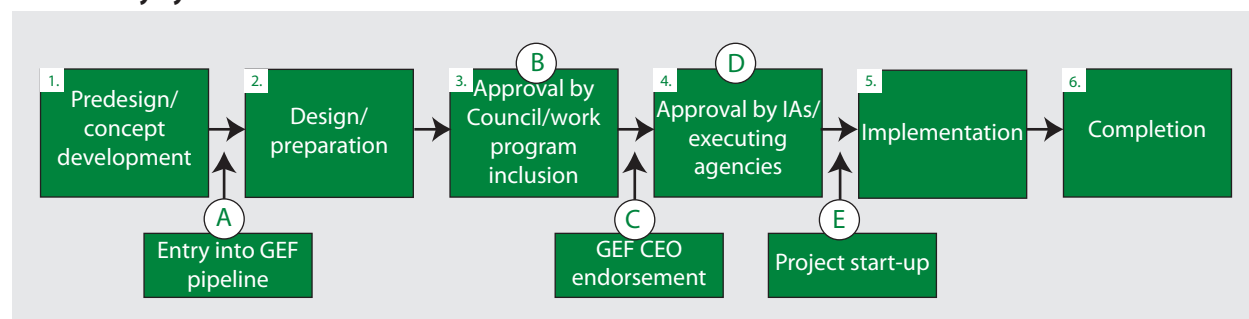 1.
Predesign/
concept
development
2.
Design/
preparation
3.
B
Approval by
Council/work
program
inclusion
4.
D
Approval by IAs/
executing
agencies
5.
Implementation
6.
Completion
A
Entry into GEF
pipeline
C
GEF CEO
endorsement
E
Project start-up